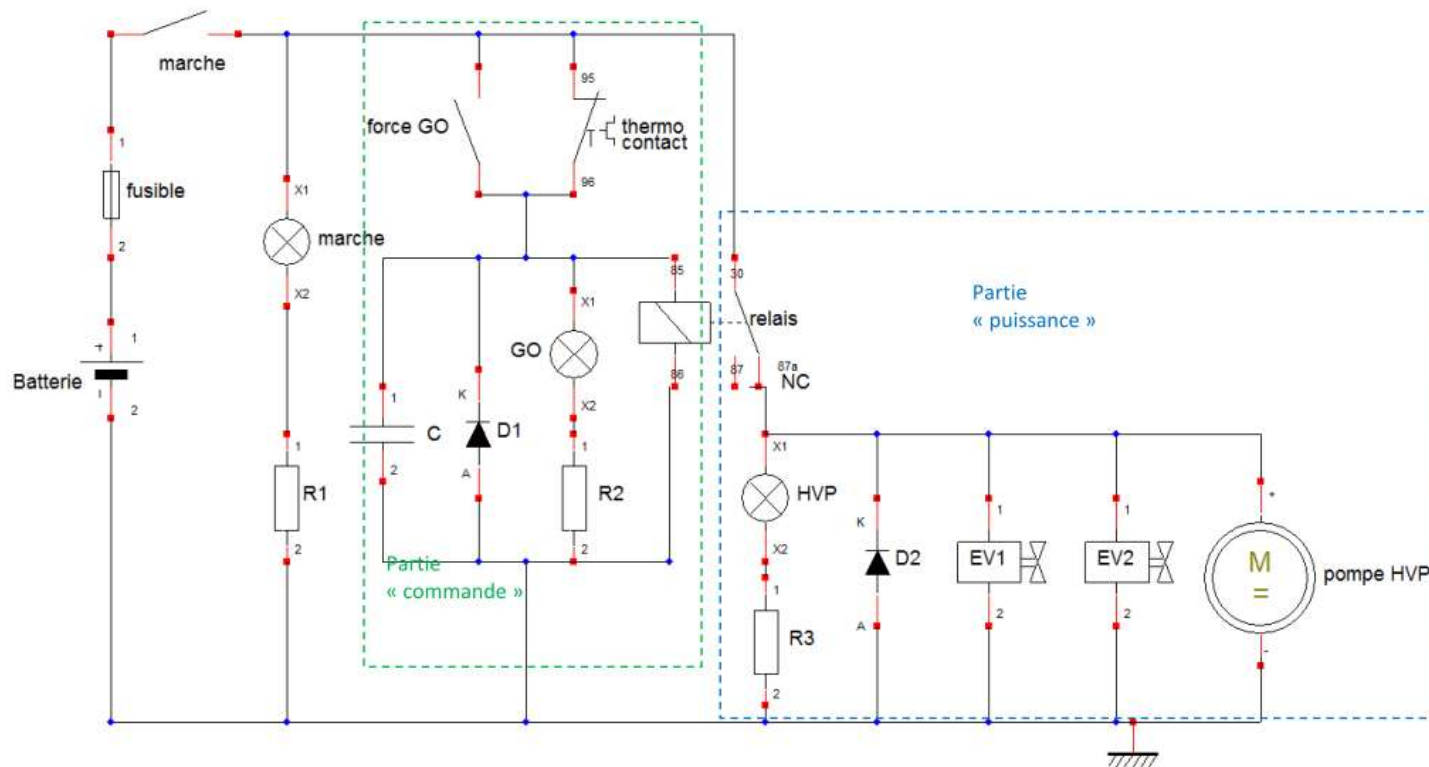 marche
95
force GO
thermo
contact
1
96
fusible
X1
2
marche
X2
85
30
Partie
« puissance »
X1
relais
1
+
GO
Batterie
86
87
87a
NC
-
2
K
X2
1
C
D1
1
X1
2
A
R2
HVP
+
1
R1
K
1
1
2
2
X2
D2
EV1
EV2
M
=
pompe HVP
Partie
« commande »
1
A
2
2
R3
-
2